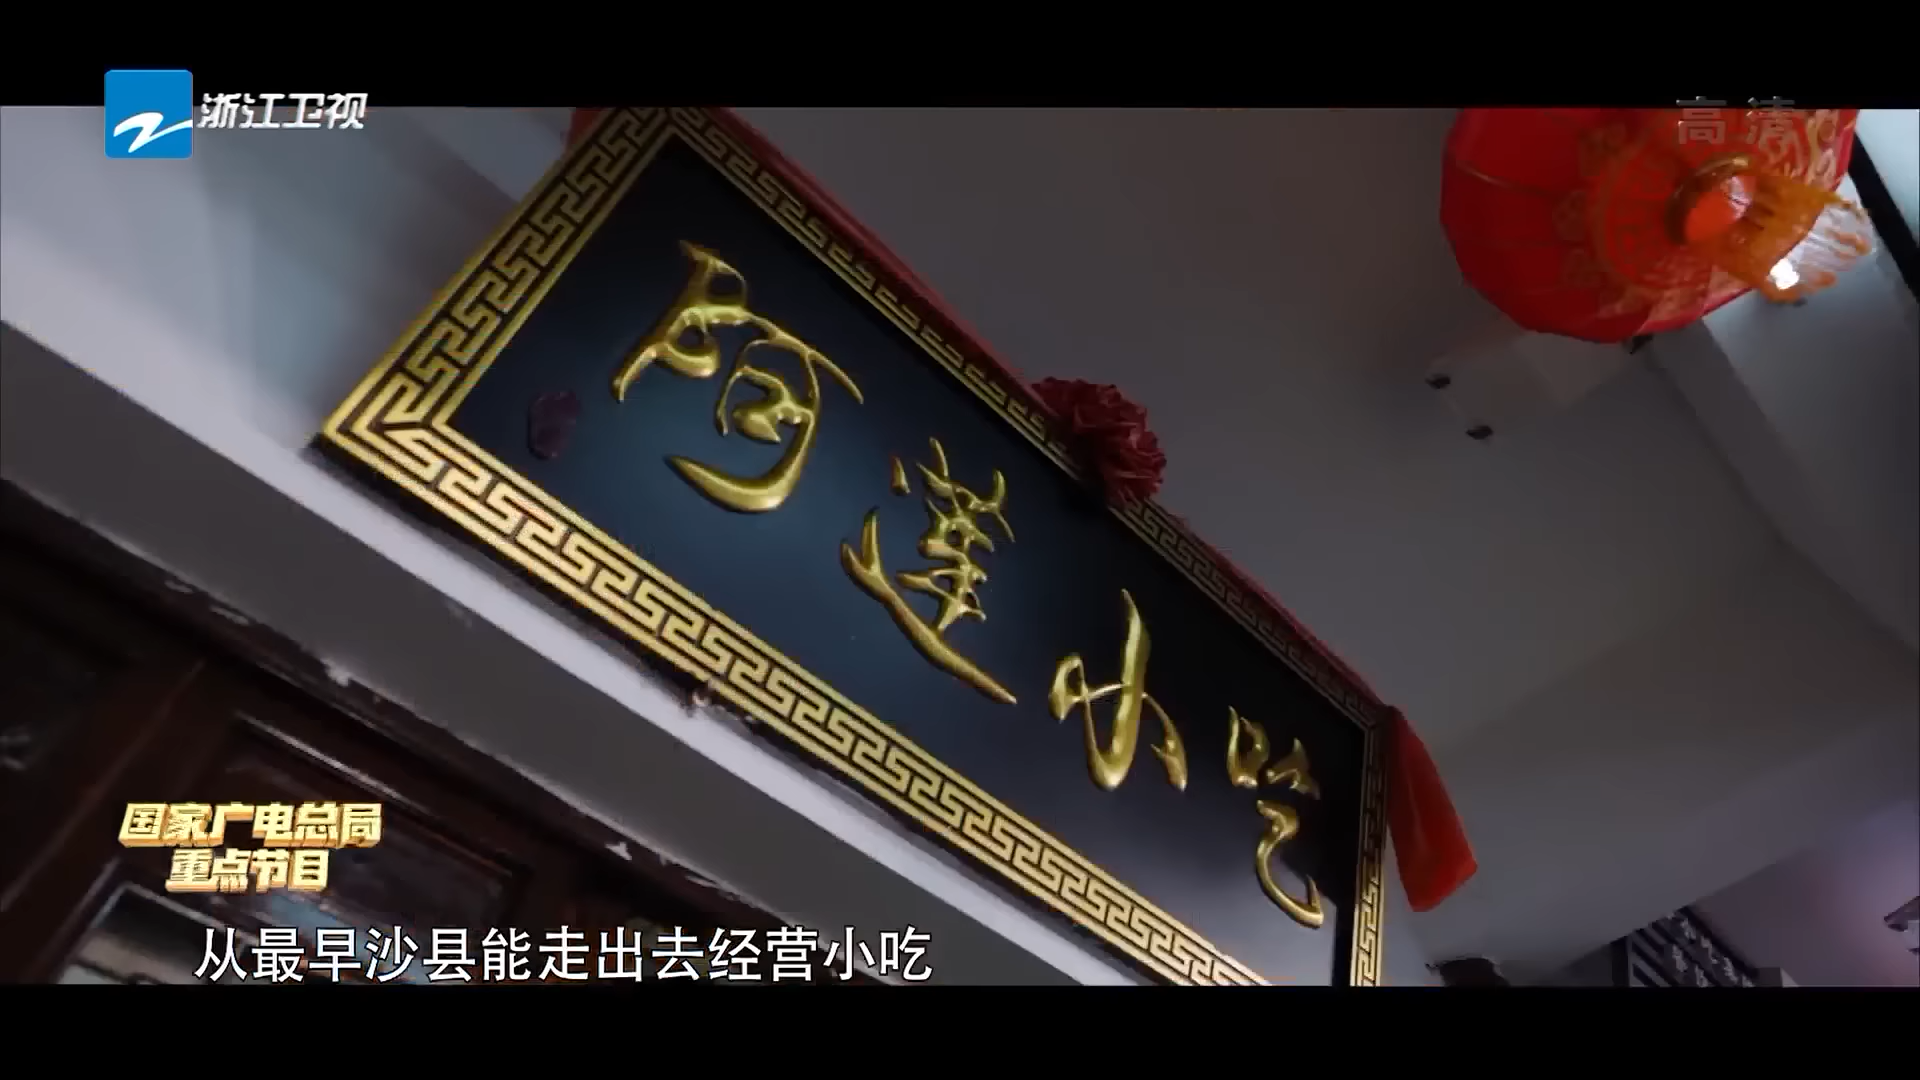 浙江卫视
高清
阿莲小吃
国家广电总局
重点节目
从最早沙县能走出去经营小吃